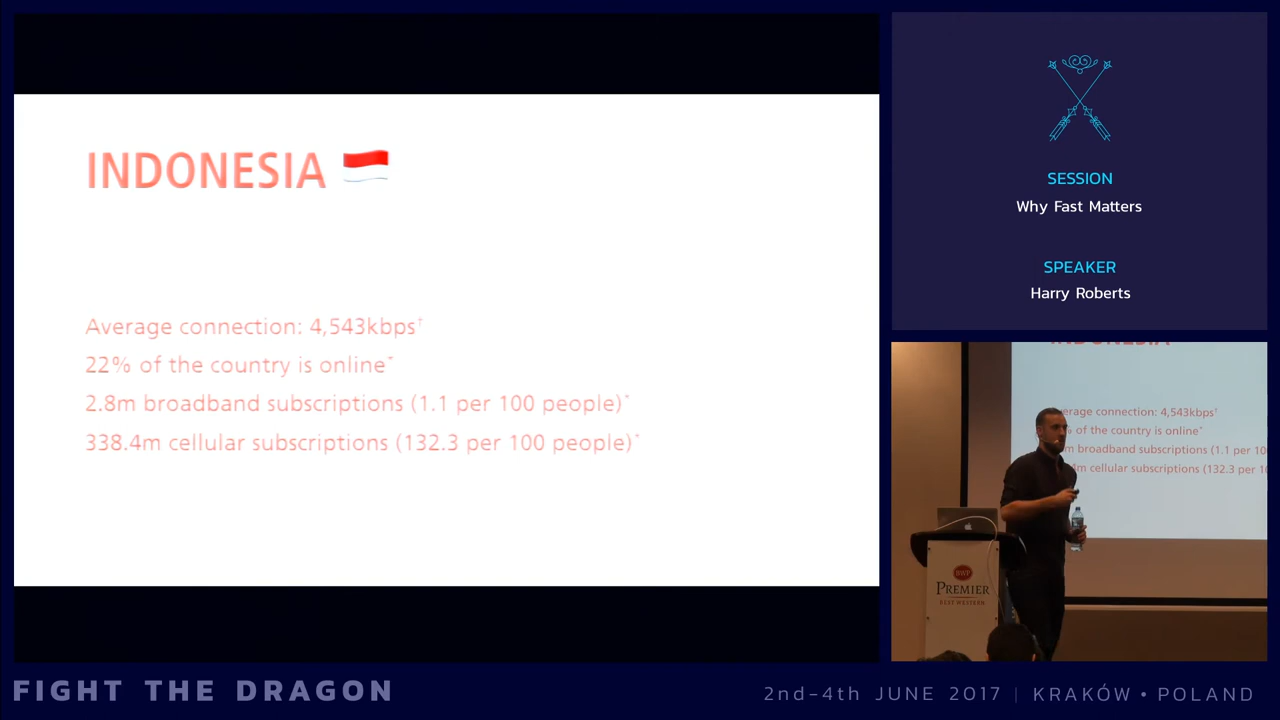 INDONESIA
Average connection: 4,543kbps†
22% of the country is online*
2.8m broadband subscriptions (1.1 per 100 people)*
338.4m cellular subscriptions (132.3 per 100 people)*
SESSION
Why Fast Matters
SPEAKER
Harry Roberts
INDONESIA
erage connection: 4,543kbps†
% of the country is online*
m broadband subscriptions (1.1 per 10
m cellular subscriptions (132.3 per 1
BWP
PREMIER
BEST WESTERN
FIGHT THE DRAGON
2nd-4th JUNE 2017 | KRAKÓW • POLAND